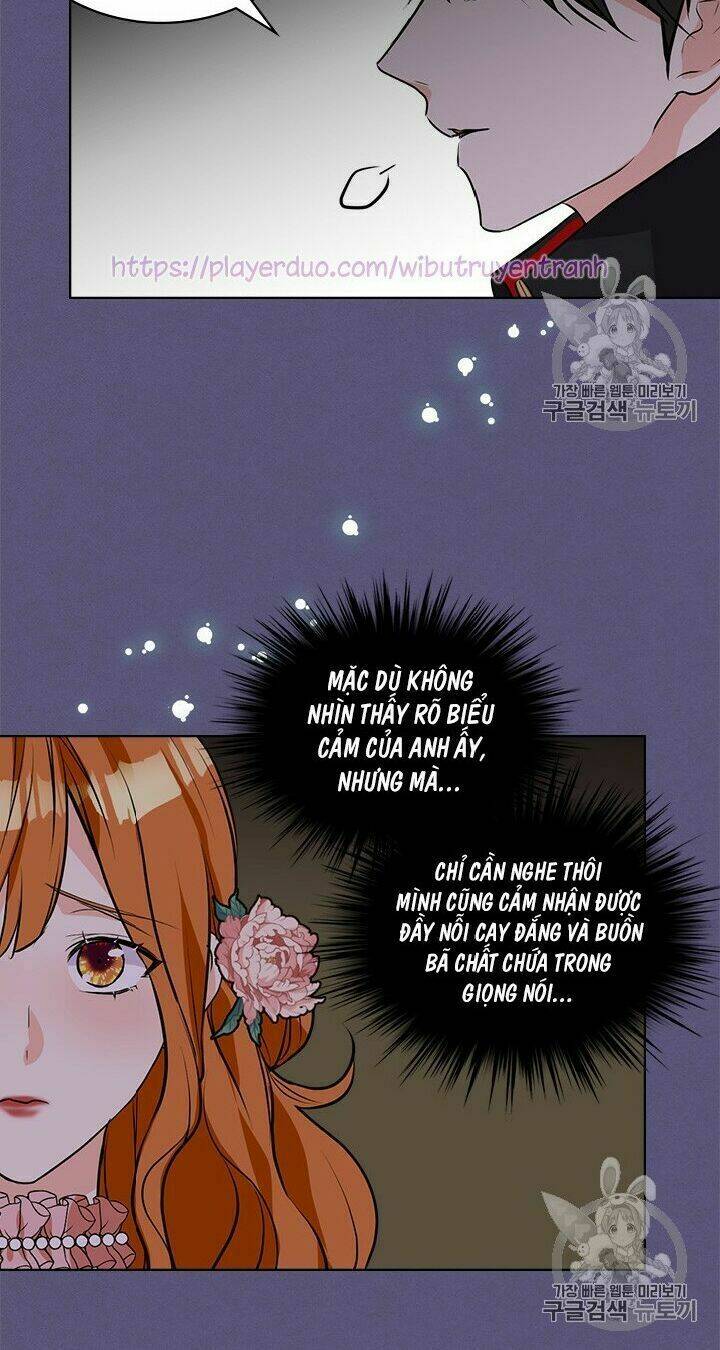 https://playerduo.com/wibutruyentranh
가장 빠른 웹툰 미리보기
구글검색 뉴토끼
MẶC DÙ KHÔNG
NHÌN THẤY RÕ BIỂU
CẢM CỦA ANH ẤY,
NHƯNG MÀ...
CHỈ CẦN NGHE THÔI
MÌNH CŨNG CẢM NHẬN ĐƯỢC
ĐẦY NỖI CAY ĐẮNG VÀ BUỒN
BÃ CHẤT CHỨA TRONG
GIỌNG NÓI...
가장 빠른 웹툰 미리보기
구글검색 뉴토끼